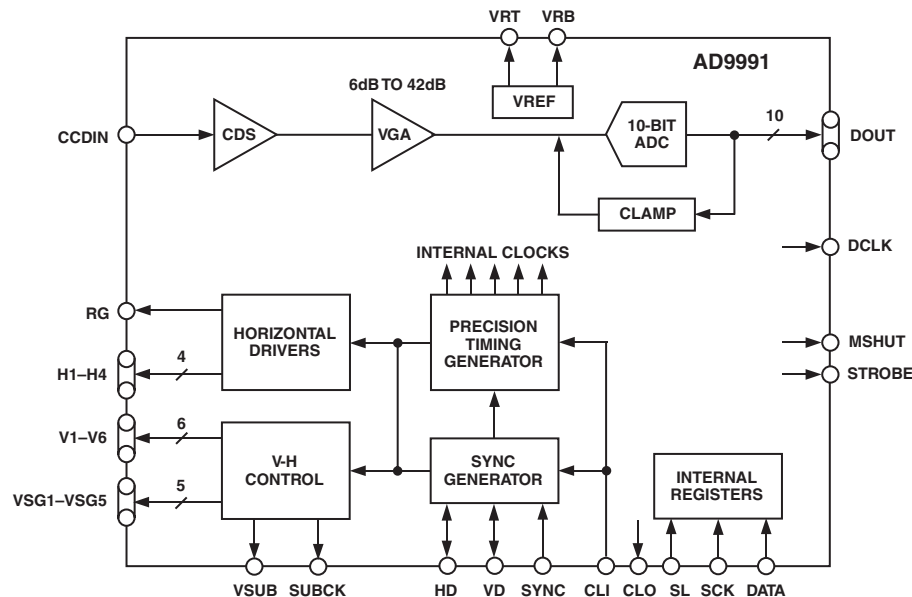 VRT VRB
AD9991
6dB TO 42dB
VREF
CCDIN
CDS
VGA
10-BIT
ADC
10
DOUT
CLAMP
DCLK
INTERNAL CLOCKS
RG
HORIZONTAL
DRIVERS
PRECISION
TIMING
GENERATOR
MSHUT
H1–H4
4
STROBE
V1–V6
6
V-H
CONTROL
SYNC
GENERATOR
INTERNAL
REGISTERS
VSG1–VSG5
5
VSUB SUBCK HD VD SYNC CLI CLO SL SCK DATA